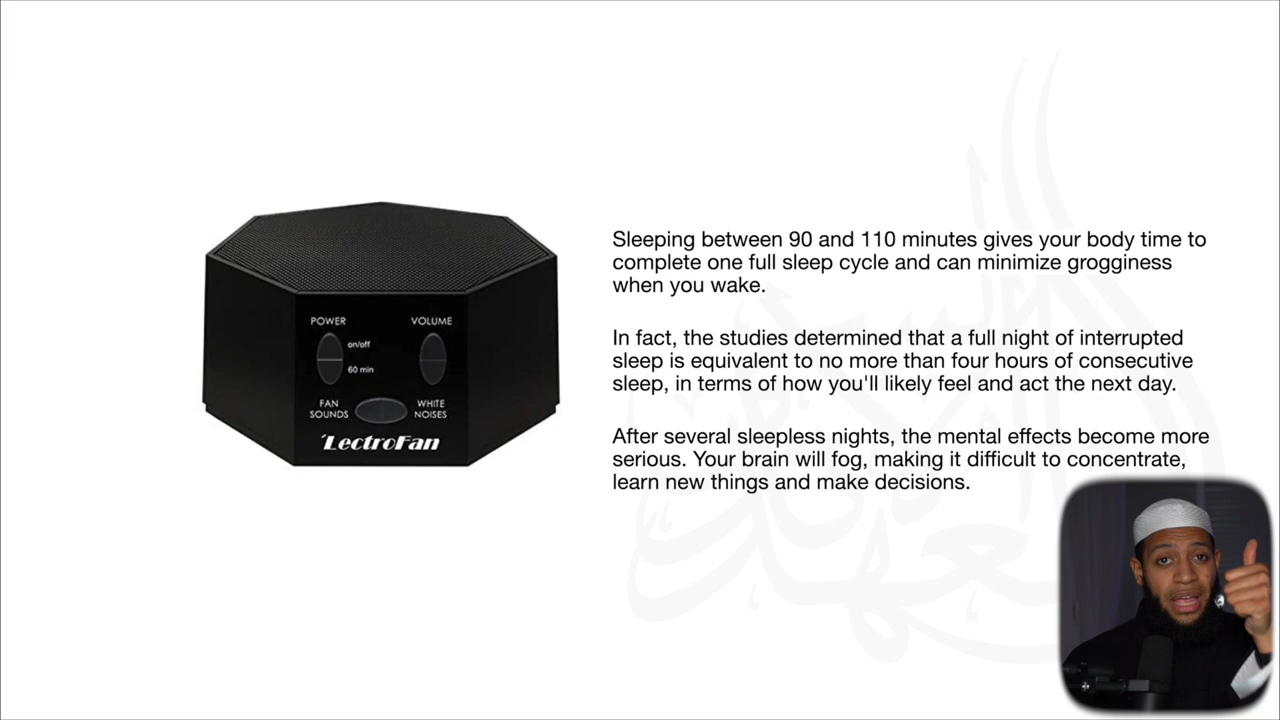 Sleeping between 90 and 110 minutes gives your body time to
complete one full sleep cycle and can minimize grogginess
when you wake.
In fact, the studies determined that a full night of interrupted
sleep is equivalent to no more than four hours of consecutive
sleep, in terms of how you'll likely feel and act the next day.
After several sleepless nights, the mental effects become more
serious. Your brain will fog, making it difficult to concentrate,
learn new things and make decisions.
POWER
VOLUME
on/off
60 min
FAN
SOUNDS
WHITE
NOISES
LectroFan